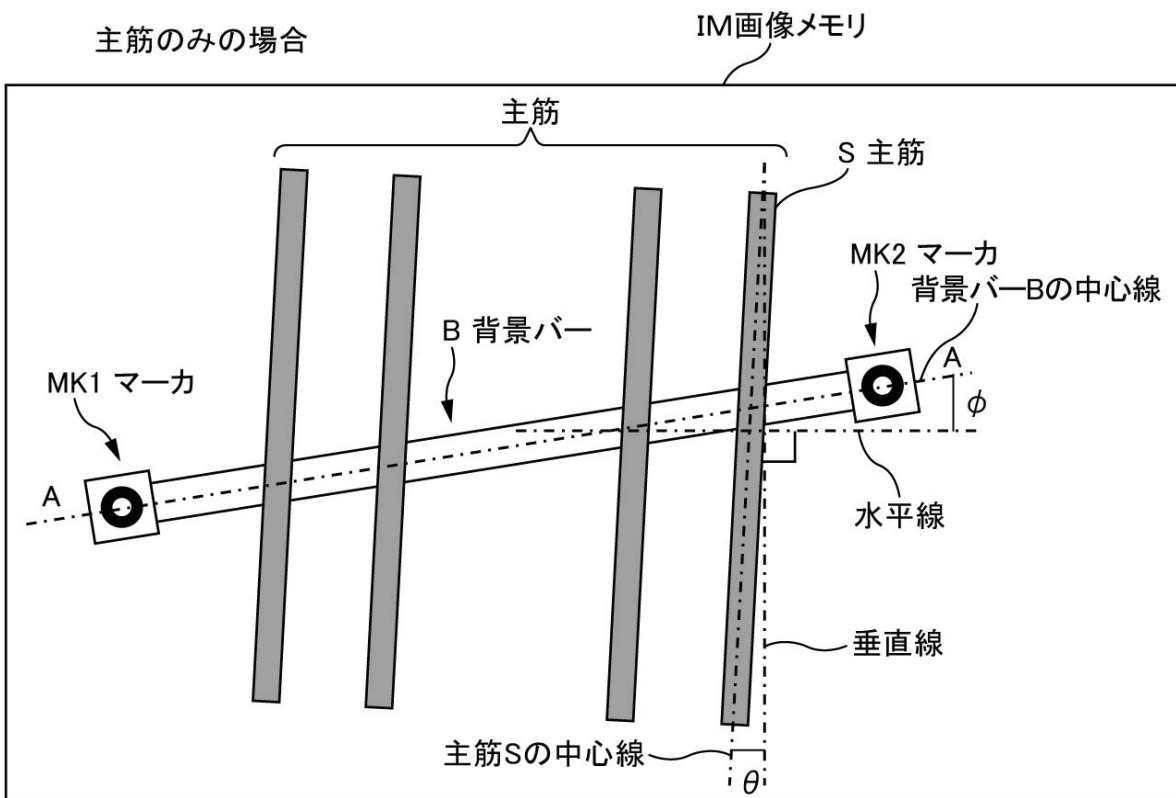 主筋のみの場合
IM画像メモリ
主筋
S 主筋
MK2 マーカ
背景バーBの中心線
B 背景バー
MK1 マーカ
A
φ
A
水平線
垂直線
主筋Sの中心線
θ